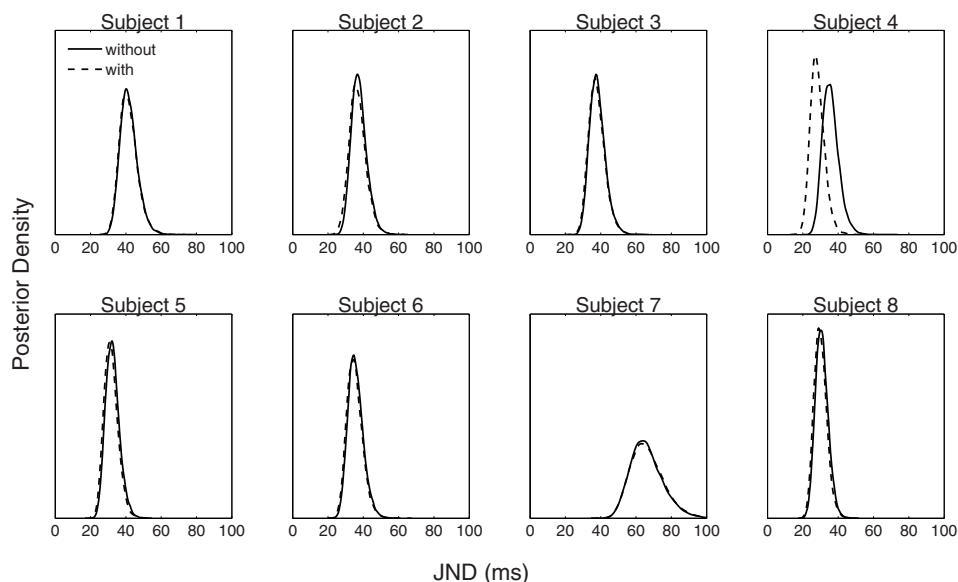 Subject 1
Subject 2
Subject 3
Subject 4
without
with
0 20 40 60 80 100
0 20 40 60 80 100
0 20 40 60 80 100
0 20 40 60 80 100
Posterior Density
Subject 5
Subject 6
Subject 7
Subject 8
0 20 40 60 80 100
0 20 40 60 80 100
0 20 40 60 80 100
0 20 40 60 80 100
JND (ms)